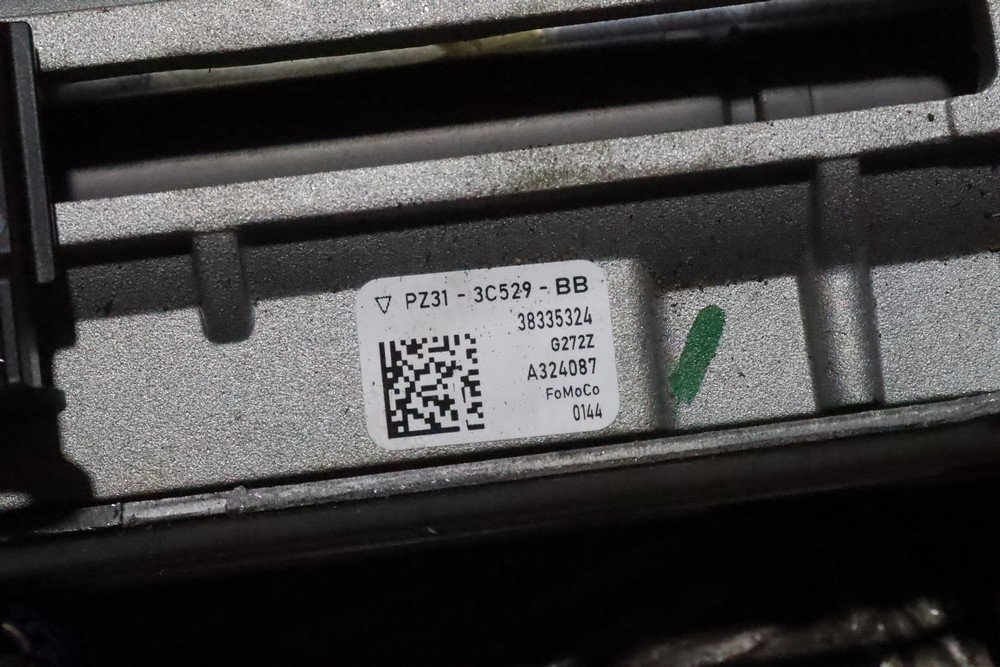 PZ31 - 3C529 - BB
38335324
G272Z
A324087
FoMoCo
0144